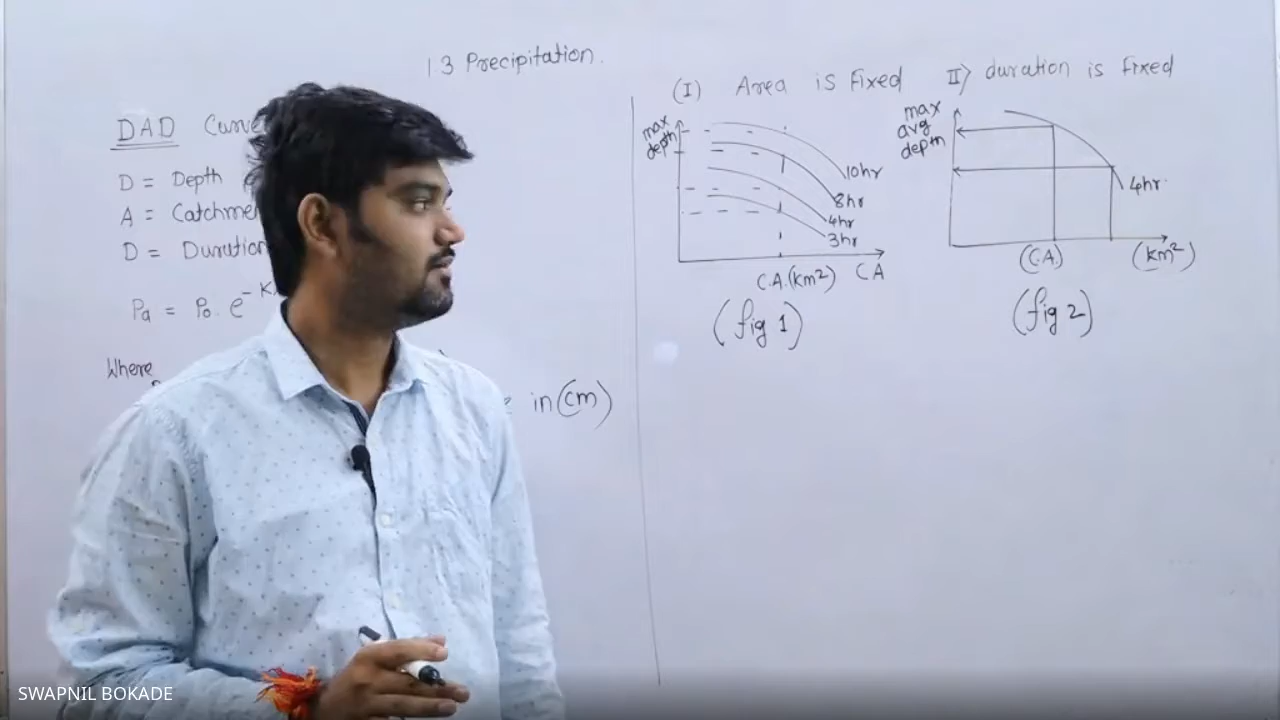 1.3 Precipitation.
DAD Curve
D = Depth
A = Catchme
D = Duration
Pa = Po. e^-K
Where
in (cm)
(I) Area is Fixed
max
depth
10hr
8hr
4hr
3hr
C.A.(km²) CA
(fig 1)
II) duration is fixed
max
avg
depth
4hr.
(C.A.) (km²)
(fig 2)
SWAPNIL BOKADE